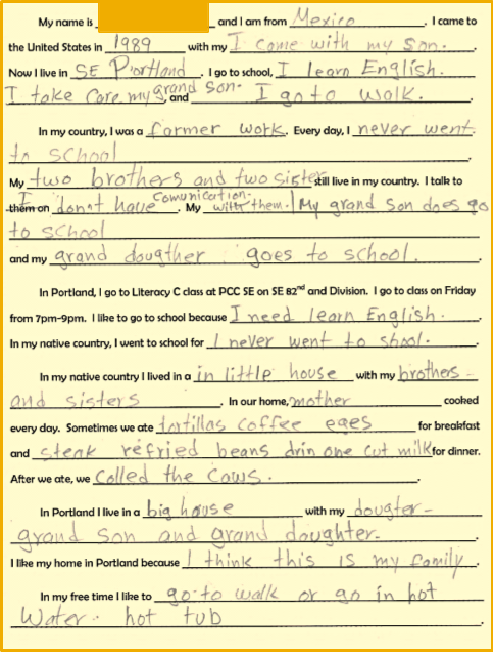 My name is and I am from Mexico. I came to
the United States in 1989 with my I come with my son.
Now I live in SE Portland. I go to school, I learn English.
I take care my grand son. and I go to walk.
In my country, I was a farmer work. Every day, I never went
to school.
My two brothers and two sister still live in my country. I talk to
them on I donnt have comunication. My with them. My grand son does go
to school
and my grand dougther goes to school.
In Portland, I go to Literacy C class at PCC SE on SE 82nd and Division. I go to class on Friday
from 7pm-9pm. I like to go to school because I need learn English.
In my native country, I went to school for I never went to shool.
In my native country I lived in a in little house with my brothers
and sisters. In our home, mother cooked
every day. Sometimes we ate tortillas coffee eges for breakfast
and steak refried beans drin one cut milk for dinner.
After we ate, we colled the cows.
In Portland I live in a big house with my dougter
grand son and grand doughter.
I like my home in Portland because I think this is my family.
In my free time I like to go to walk or go in hot
water. hot tub.